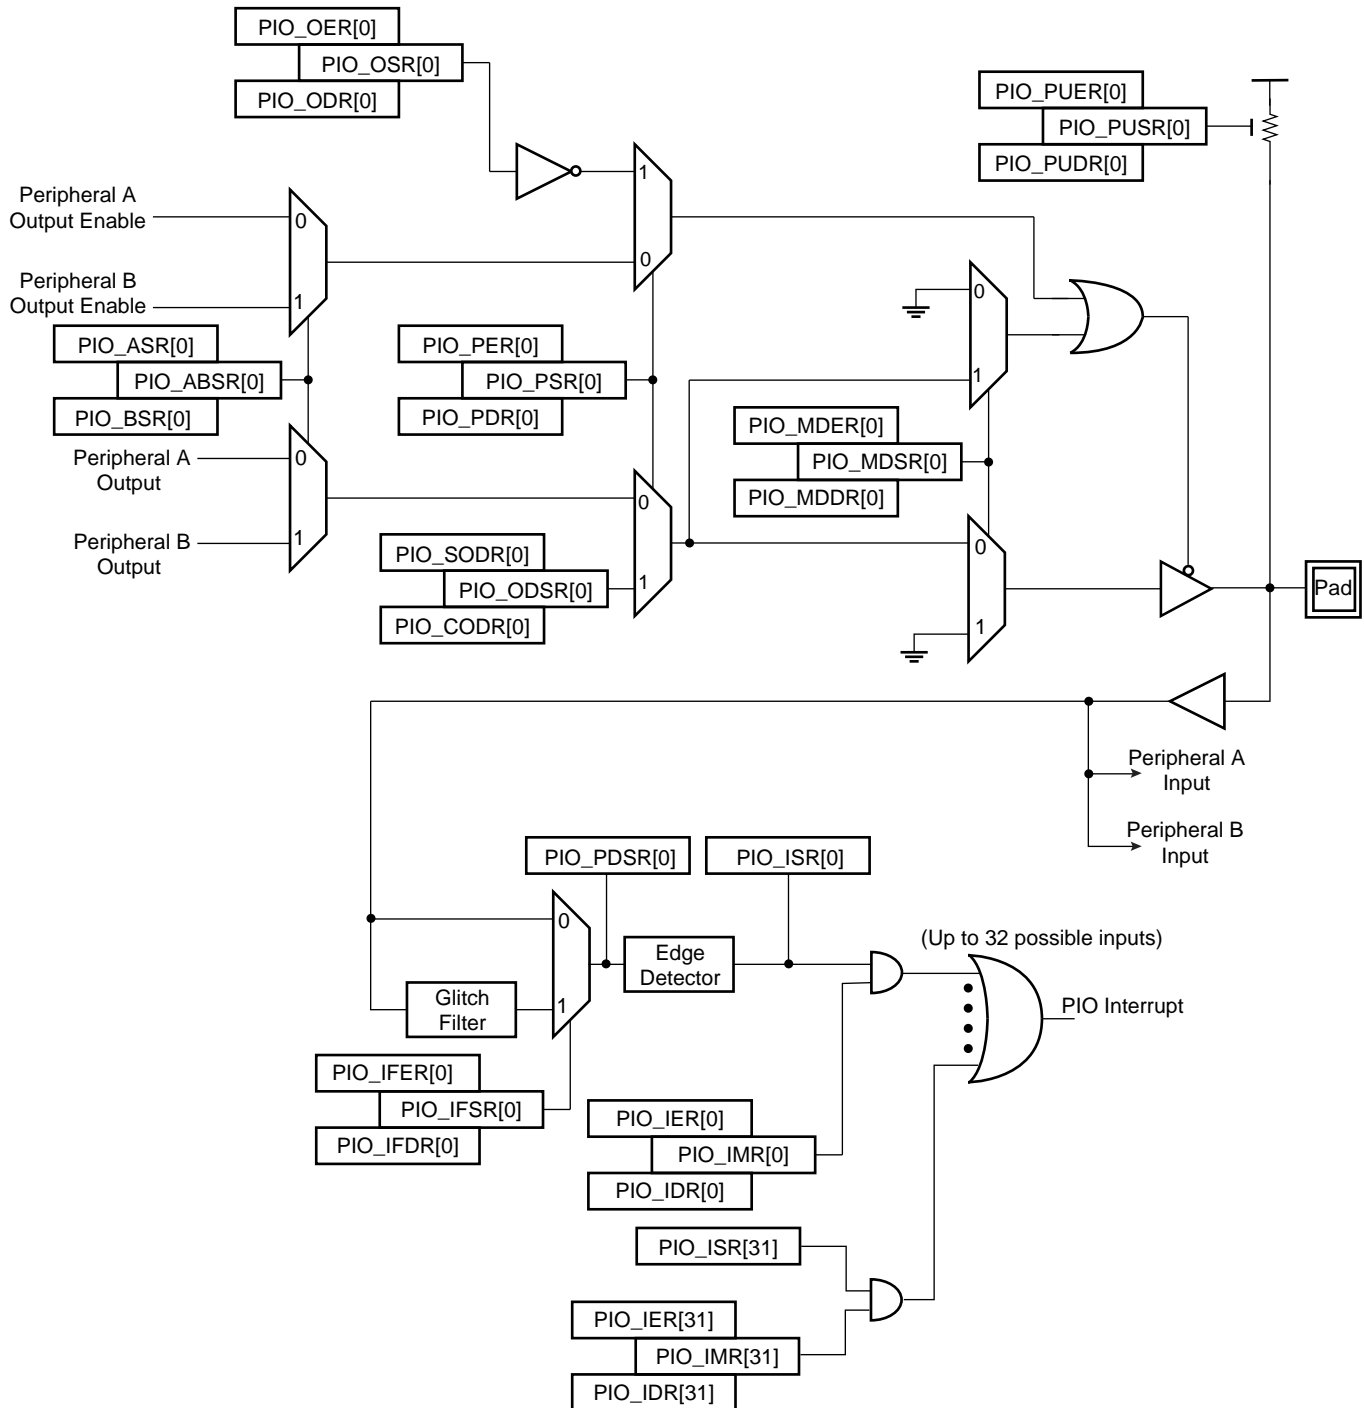 PIO_OER[0]
PIO_OSR[0]
PIO_ODR[0]
PIO_PUER[0]
PIO_PUSR[0]
PIO_PUDR[0]
1
Peripheral A
Output Enable
0
0
Peripheral B
Output Enable
1
0
PIO_ASR[0]
PIO_ABSR[0]
PIO_BSR[0]
PIO_PER[0]
PIO_PSR[0]
PIO_PDR[0]
1
PIO_MDER[0]
PIO_MDSR[0]
PIO_MDDR[0]
Peripheral A
Output
0
0
Peripheral B
Output
1
PIO_SODR[0]
PIO_ODSR[0]
PIO_CODR[0]
1
0
1
Pad
Peripheral A
Input
Peripheral B
Input
PIO_PDSR[0]
PIO_ISR[0]
0
Edge
Detector
(Up to 32 possible inputs)
Glitch
Filter
1
PIO Interrupt
PIO_IFER[0]
PIO_IFSR[0]
PIO_IFDR[0]
PIO_IER[0]
PIO_IMR[0]
PIO_IDR[0]
PIO_ISR[31]
PIO_IER[31]
PIO_IMR[31]
PIO_IDR[31]